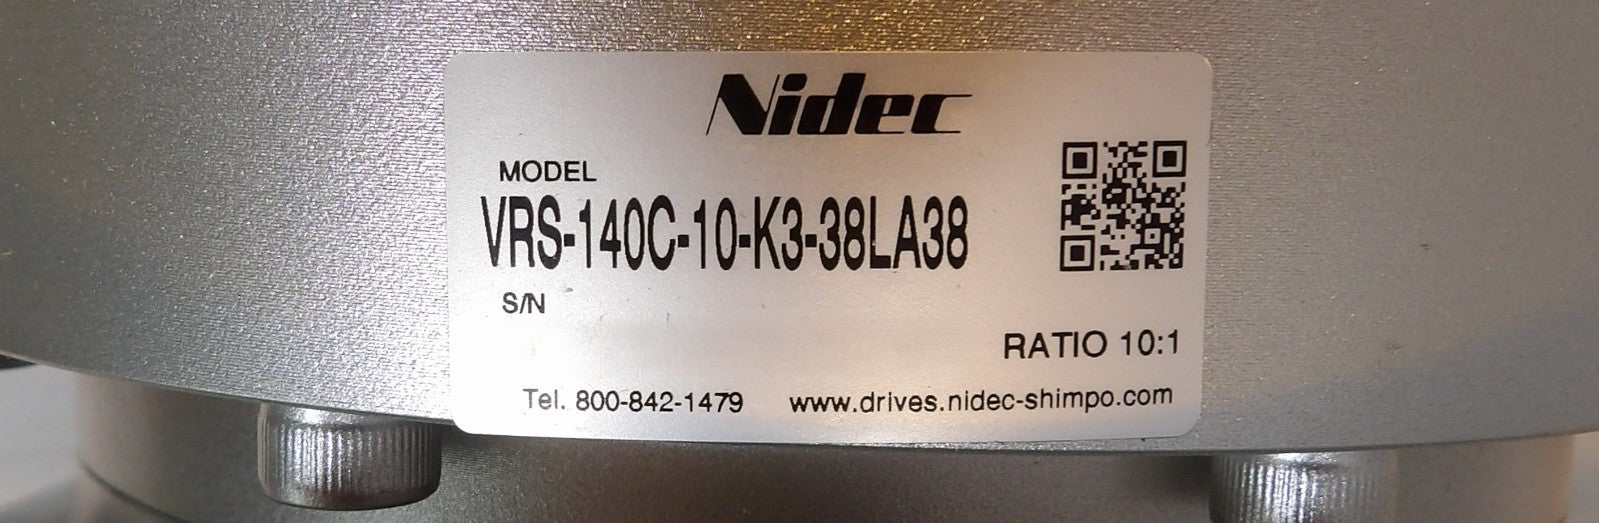 Nidec
MODEL
VRS-140C-10-K3-38LA38
S/N
RATIO 10:1
Tel. 800-842-1479 www.drives.nidec-shimpo.com